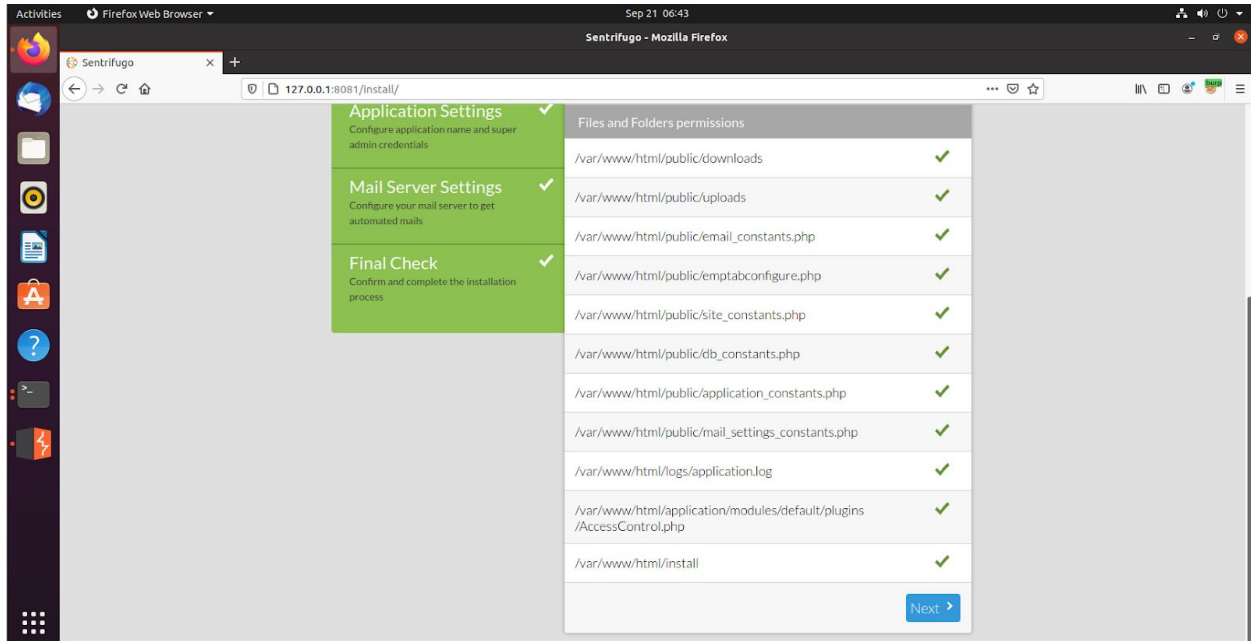 Activities Firefox Web Browser Sep 21 06:43
Sentrifugo - Mozilla Firefox
Sentrifugo
127.0.0.1:8081/install/
burp
Application Settings
Configure application name and super
admin credentials
Mail Server Settings
Configure your mail server to get
automated mails
Final Check
Confirm and complete the installation
process
Files and Folders permissions
/var/www/html/public/downloads
/var/www/html/public/uploads
/var/www/html/public/email_constants.php
/var/www/html/public/emptabconfigure.php
/var/www/html/public/site_constants.php
/var/www/html/public/db_constants.php
/var/www/html/public/application_constants.php
/var/www/html/public/mail_settings_constants.php
/var/www/html/logs/application.log
/var/www/html/application/modules/default/plugins
/AccessControl.php
/var/www/html/install
Next